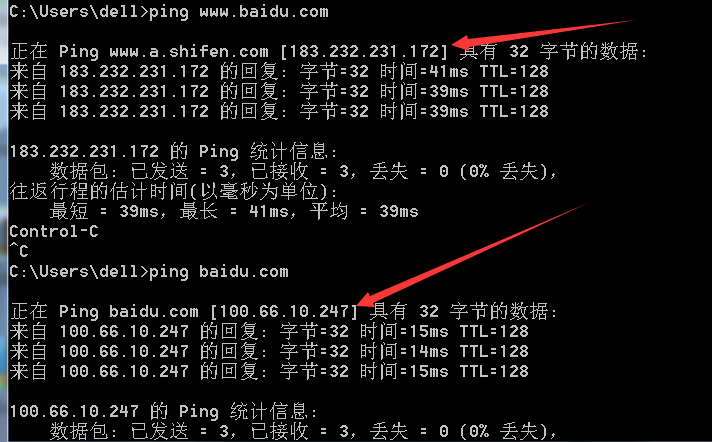 C:\Users\dell>ping www.baidu.com
正在 Ping www.a.shifen.com [183.232.231.172] 具有 32 字节的数据:
来自 183.232.231.172 的回复: 字节=32 时间=41ms TTL=128
来自 183.232.231.172 的回复: 字节=32 时间=39ms TTL=128
来自 183.232.231.172 的回复: 字节=32 时间=39ms TTL=128
183.232.231.172 的 Ping 统计信息:
数据包: 已发送 = 3，已接收 = 3，丢失 = 0 (0% 丢失)，
往返行程的估计时间(以毫秒为单位):
最短 = 39ms，最长 = 41ms，平均 = 39ms
Control-C
^C
C:\Users\dell>ping baidu.com
正在 Ping baidu.com [100.66.10.247] 具有 32 字节的数据:
来自 100.66.10.247 的回复: 字节=32 时间=15ms TTL=128
来自 100.66.10.247 的回复: 字节=32 时间=14ms TTL=128
来自 100.66.10.247 的回复: 字节=32 时间=15ms TTL=128
100.66.10.247 的 Ping 统计信息:
数据包: 已发送 = 3，已接收 = 3，丢失 = 0 (0% 丢失)，